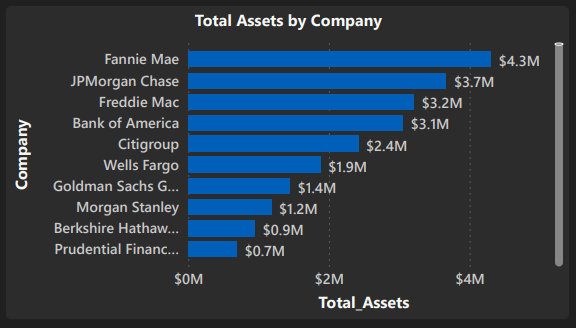 Total Assets by Company
Fannie Mae $4.3M
JPMorgan Chase $3.7M
Freddie Mac $3.2M
Bank of America $3.1M
Citigroup $2.4M
Wells Fargo $1.9M
Goldman Sachs G... $1.4M
Morgan Stanley $1.2M
Berkshire Hathaw... $0.9M
Prudential Financ... $0.7M
Company
$0M $2M $4M
Total_Assets